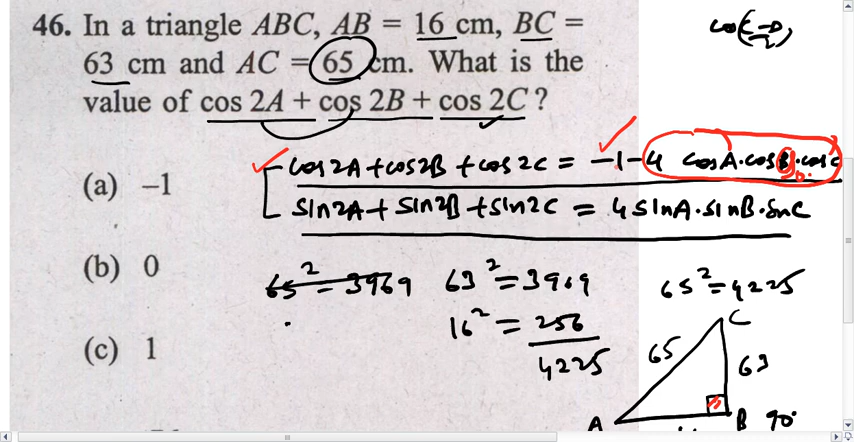 46. In a triangle ABC, AB = 16 cm, BC =
63 cm and AC = 65 cm. What is the
value of cos 2A + cos 2B + cos 2C ?
cos2A + cos2B + cos2C = -1 - 4 cosA.cosB.cosC
sin2A + sin2B + sin2C = 4 sinA.sinB.sinC
(a) -1
(b) 0
(c) 1
65² = 3969
63² = 3969
16² = 256
4225
65² = 4225
C
65
63
A
B 90°